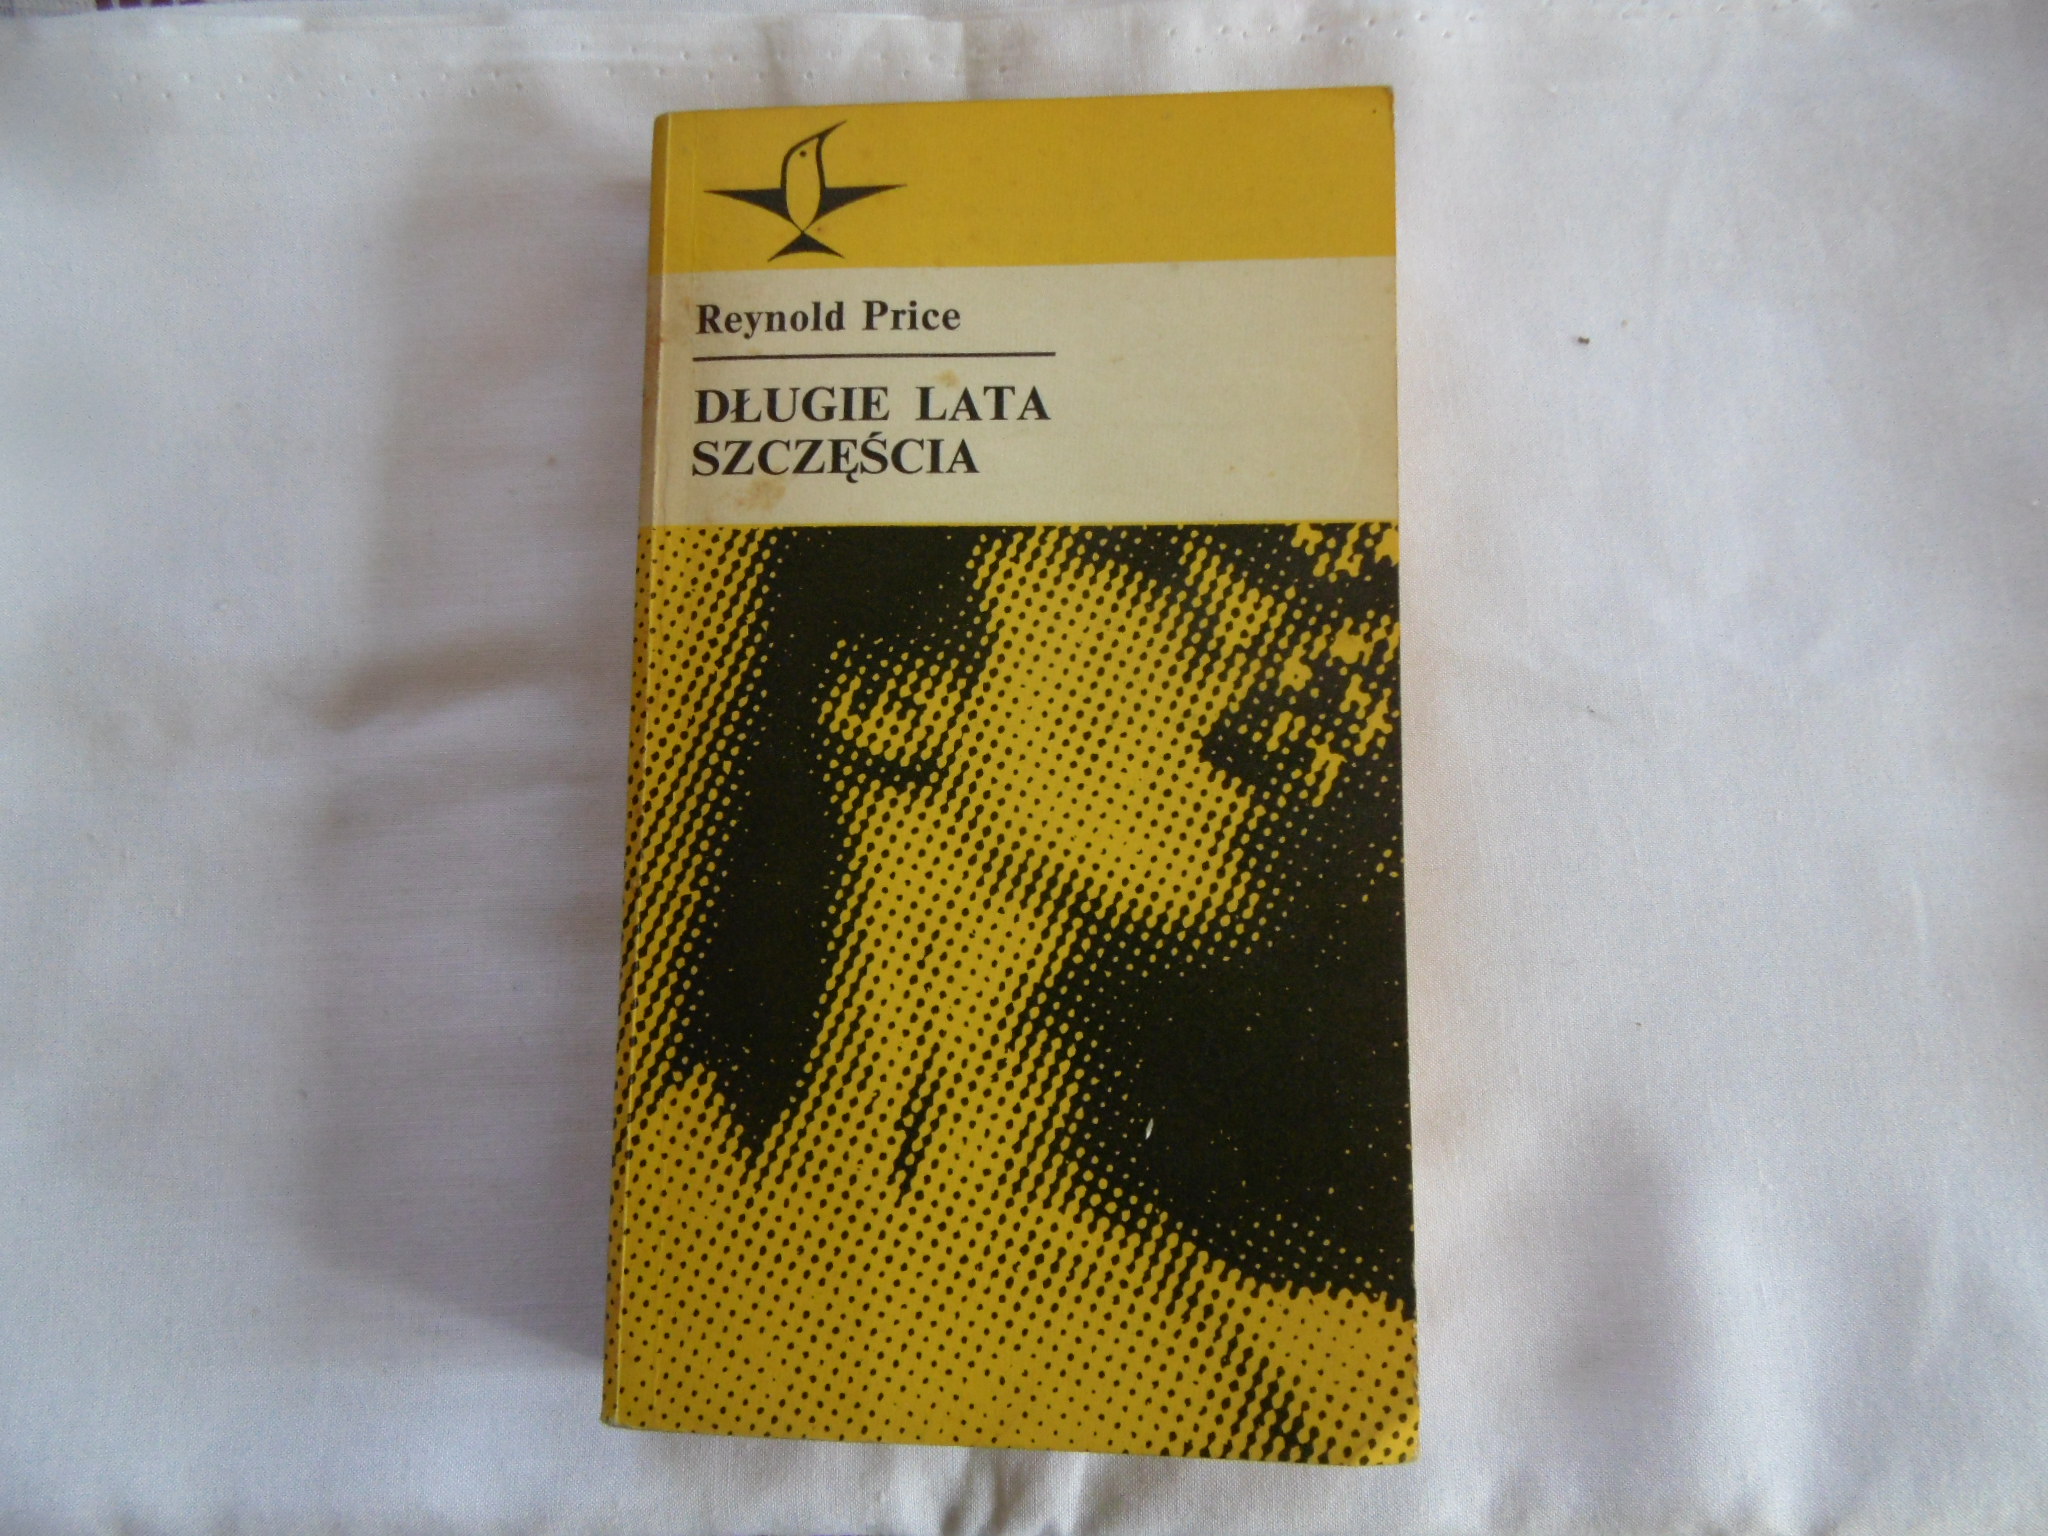 Reynold Price
DŁUGIE LATA
SZCZĘŚCIA